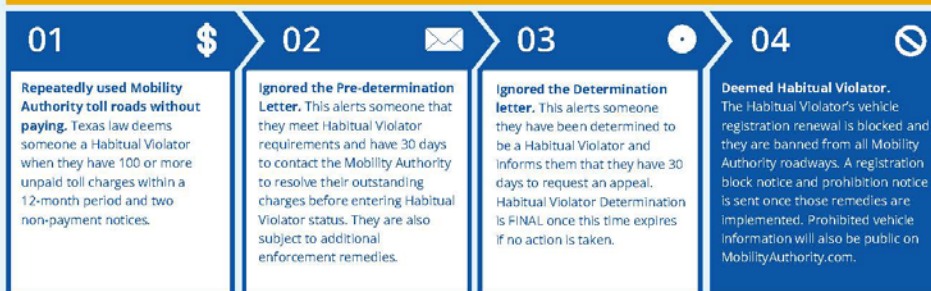 01
Repeatedly used Mobility
Authority toll roads without
paying. Texas law deems
someone a Habitual Violator
when they have 100 or more
unpaid toll charges within a
12-month period and two
non-payment notices.
02
Ignored the Pre-determination
Letter. This alerts someone that
they meet Habitual Violator
requirements and have 30 days
to contact the Mobility Authority
to resolve their outstanding
charges before entering Habitual
Violator status. They are also
subject to additional
enforcement remedies.
03
Ignored the Determination
letter. This alerts someone
they have been determined to
be a Habitual Violator and
informs them that they have 30
days to request an appeal.
Habitual Violator Determination
is FINAL once this time expires
if no action is taken.
04
Deemed Habitual Violator.
The Habitual Violator's vehicle
registration renewal is blocked and
they are banned from all Mobility
Authority roadways. A registration
block notice and prohibition notice
is sent once those remedies are
implemented. Prohibited vehicle
information will also be public on
MobilityAuthority.com.